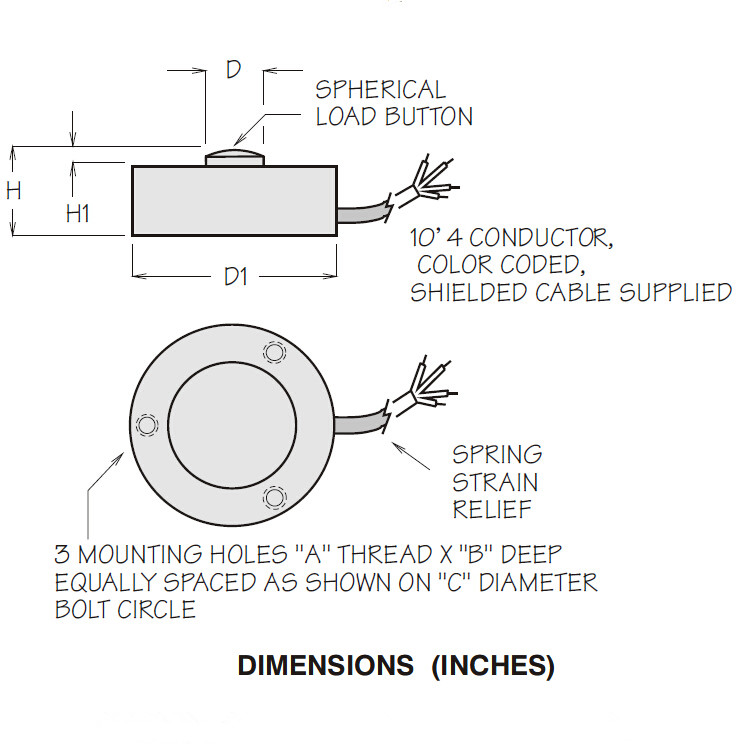 D
SPHERICAL
LOAD BUTTON
H
H1
10' 4 CONDUCTOR,
COLOR CODED,
SHIELDED CABLE SUPPLIED
D1
SPRING
STRAIN
RELIEF
3 MOUNTING HOLES "A" THREAD X "B" DEEP
EQUALLY SPACED AS SHOWN ON "C" DIAMETER
BOLT CIRCLE
DIMENSIONS (INCHES)